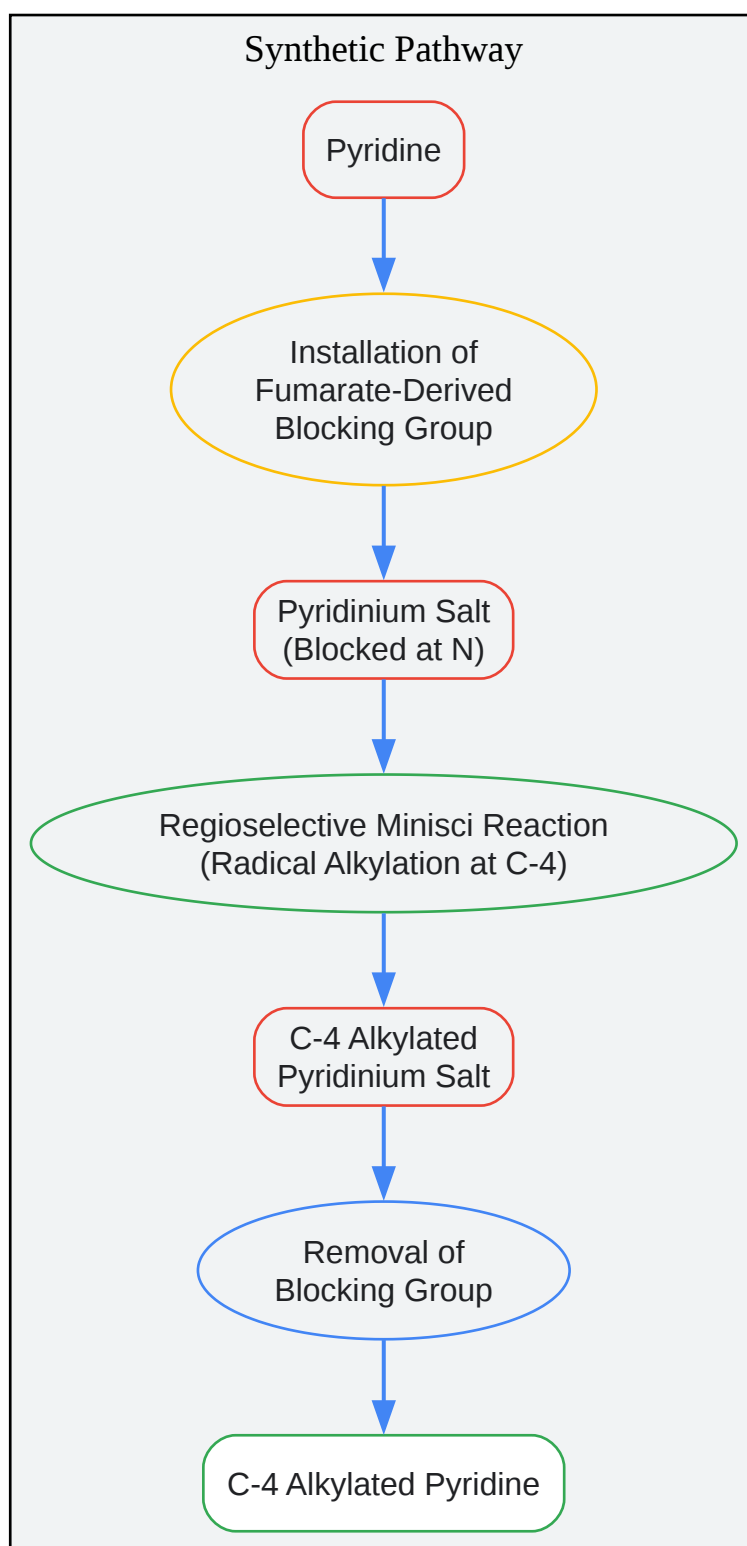 Synthetic Pathway
Pyridine
Installation of
Fumarate-Derived
Blocking Group
Pyridinium Salt
(Blocked at N)
Regioselective Minisci Reaction
(Radical Alkylation at C-4)
C-4 Alkylated
Pyridinium Salt
Removal of
Blocking Group
C-4 Alkylated Pyridine